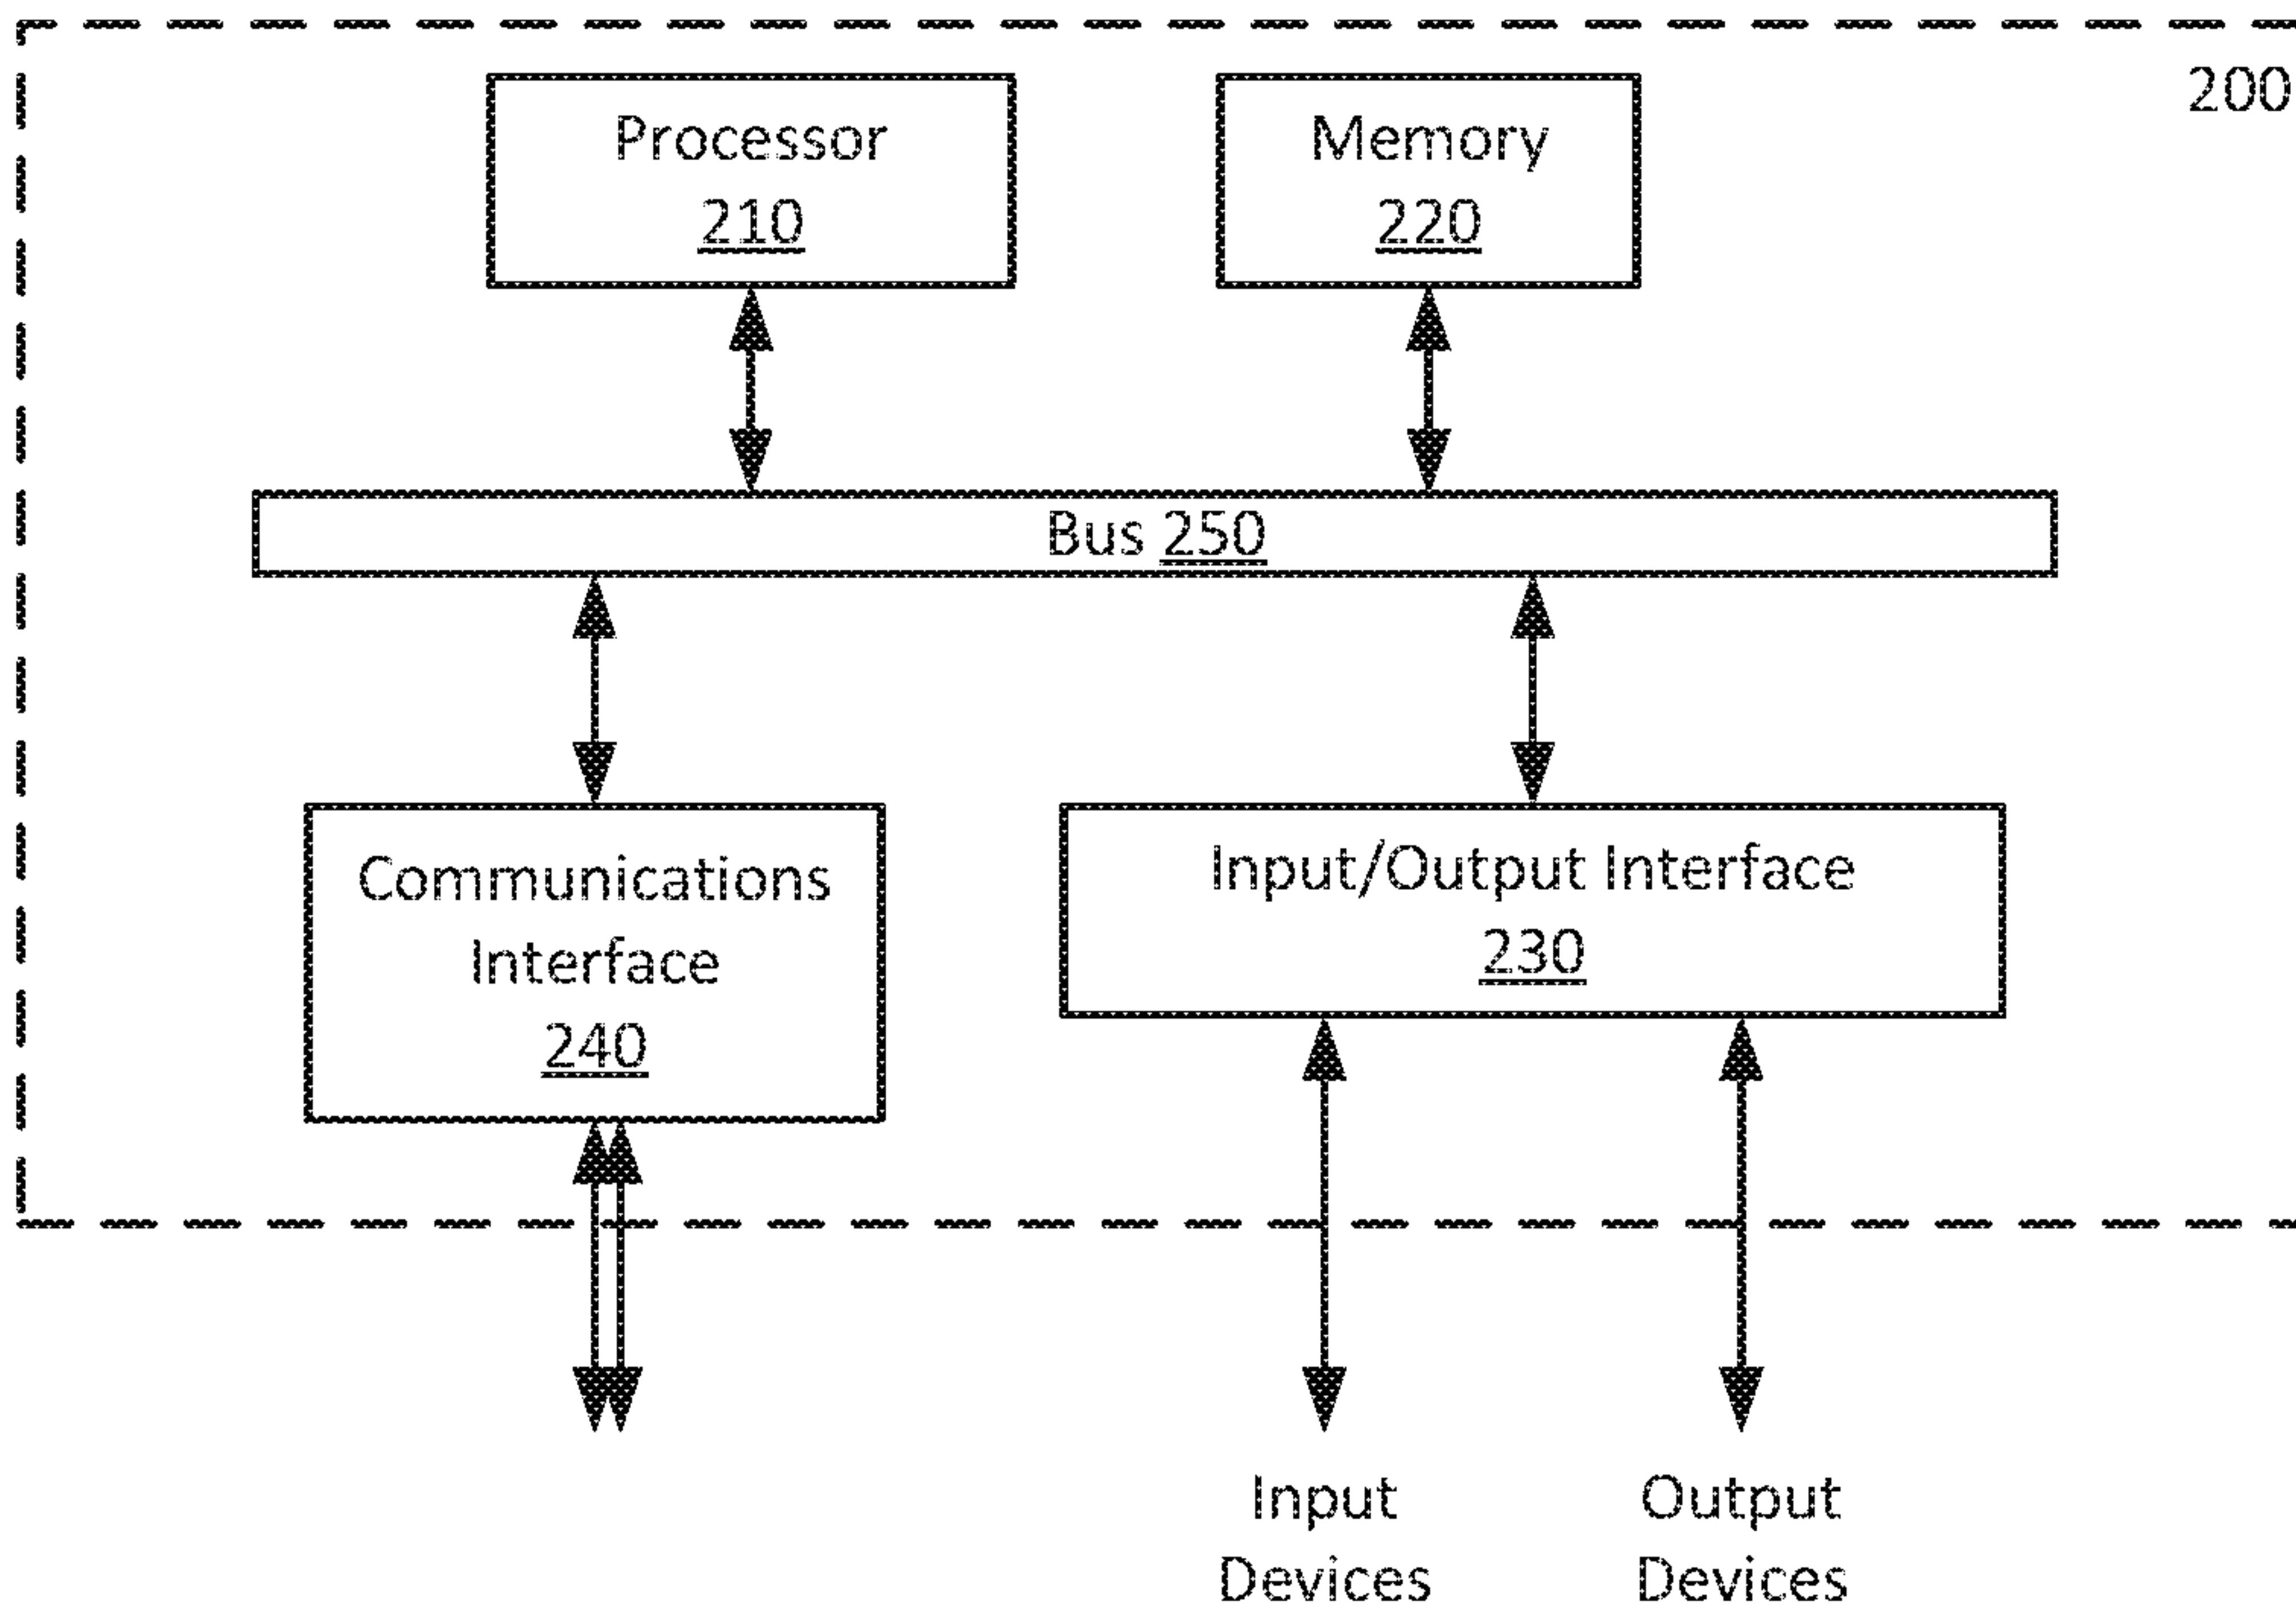 200
Processor
210
Memory
220
Bus 250
Communications
Interface
240
Input/Output Interface
230
Input
Devices
Output
Devices